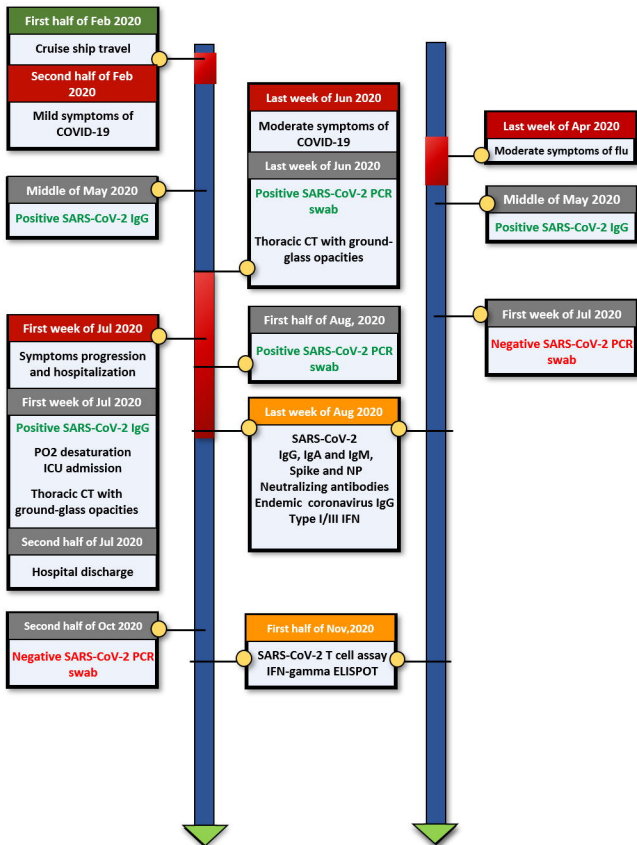 First half of Feb 2020
Cruise ship travel
Second half of Feb
2020
Mild symptoms of
COVID-19
Middle of May 2020
Positive SARS-CoV-2 IgG
First week of Jul 2020
Symptoms progression
and hospitalization
First week of Jul 2020
Positive SARS-CoV-2 IgG
PO2 desaturation
ICU admission
Thoracic CT with
ground-glass opacities
Second half of Jul 2020
Hospital discharge
Second half of Oct 2020
Negative SARS-CoV-2 PCR
swab
Last week of Jun 2020
Moderate symptoms of
COVID-19
Last week of Jun 2020
Positive SARS-CoV-2 PCR
swab
Thoracic CT with ground-
glass opacities
First half of Aug, 2020
Positive SARS-CoV-2 PCR
swab
Last week of Aug 2020
SARS-CoV-2
IgG, IgA and IgM,
Spike and NP
Neutralizing antibodies
Endemic coronavirus IgG
Type I/III IFN
First half of Nov,2020
SARS-CoV-2 T cell assay
IFN-gamma ELISPOT
Last week of Apr 2020
Moderate symptoms of flu
Middle of May 2020
Positive SARS-CoV-2 IgG
First week of Jul 2020
Negative SARS-CoV-2 PCR
swab